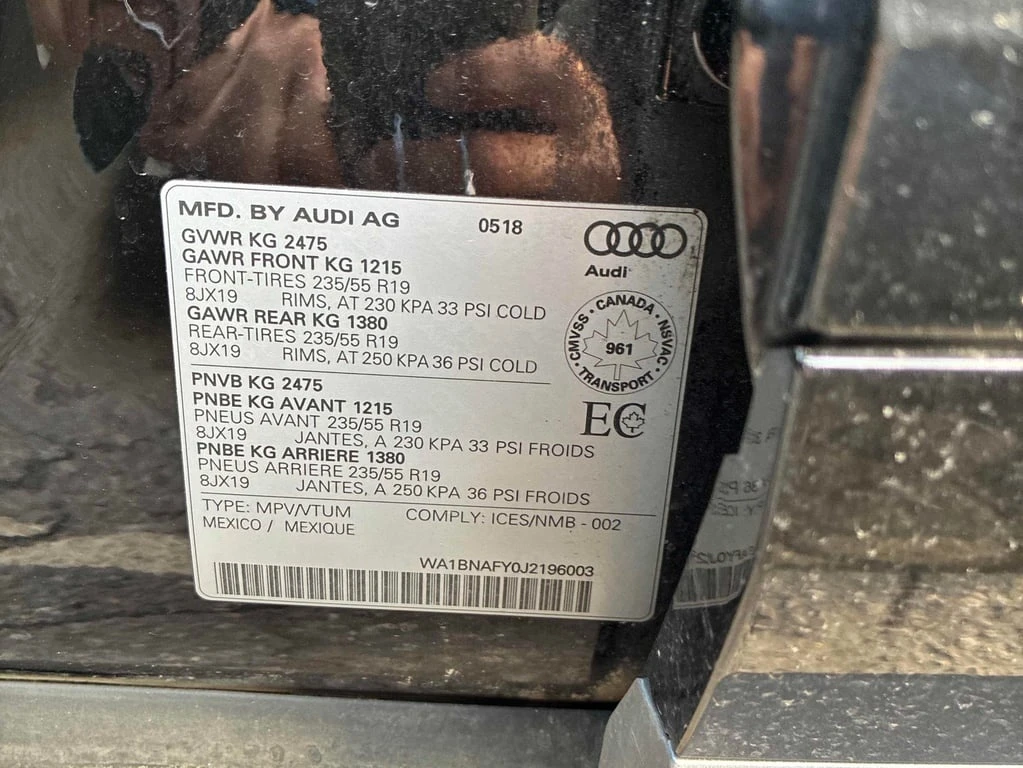 MFD. BY AUDI AG 0518
GVWR KG 2475
GAWR FRONT KG 1215
FRONT-TIRES 235/55 R19
8JX19 RIMS, AT 230 KPA 33 PSI COLD
GAWR REAR KG 1380
REAR-TIRES 235/55 R19
8JX19 RIMS, AT 250 KPA 36 PSI COLD
Audi
CMVSS • CANADA • NSVAC • TRANSPORT •
961
EC
PNVB KG 2475
PNBE KG AVANT 1215
PNEUS AVANT 235/55 R19
8JX19 JANTES, A 230 KPA 33 PSI FROIDS
PNBE KG ARRIERE 1380
PNEUS ARRIERE 235/55 R19
8JX19 JANTES, A 250 KPA 36 PSI FROIDS
TYPE: MPV/VTUM COMPLY: ICES/NMB - 002
MEXICO / MEXIQUE
WA1BNAFY0J2196003